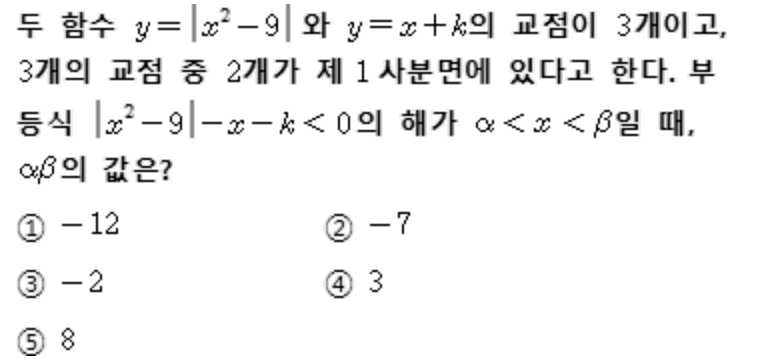 두 함수 y=|x²-9| 와 y=x+k의 교점이 3개이고,
3개의 교점 중 2개가 제 1 사분면에 있다고 한다. 부
등식 |x²-9|-x-k<0의 해가 α<x<β일 때,
αβ의 값은?
① -12 ② -7
③ -2 ④ 3
⑤ 8